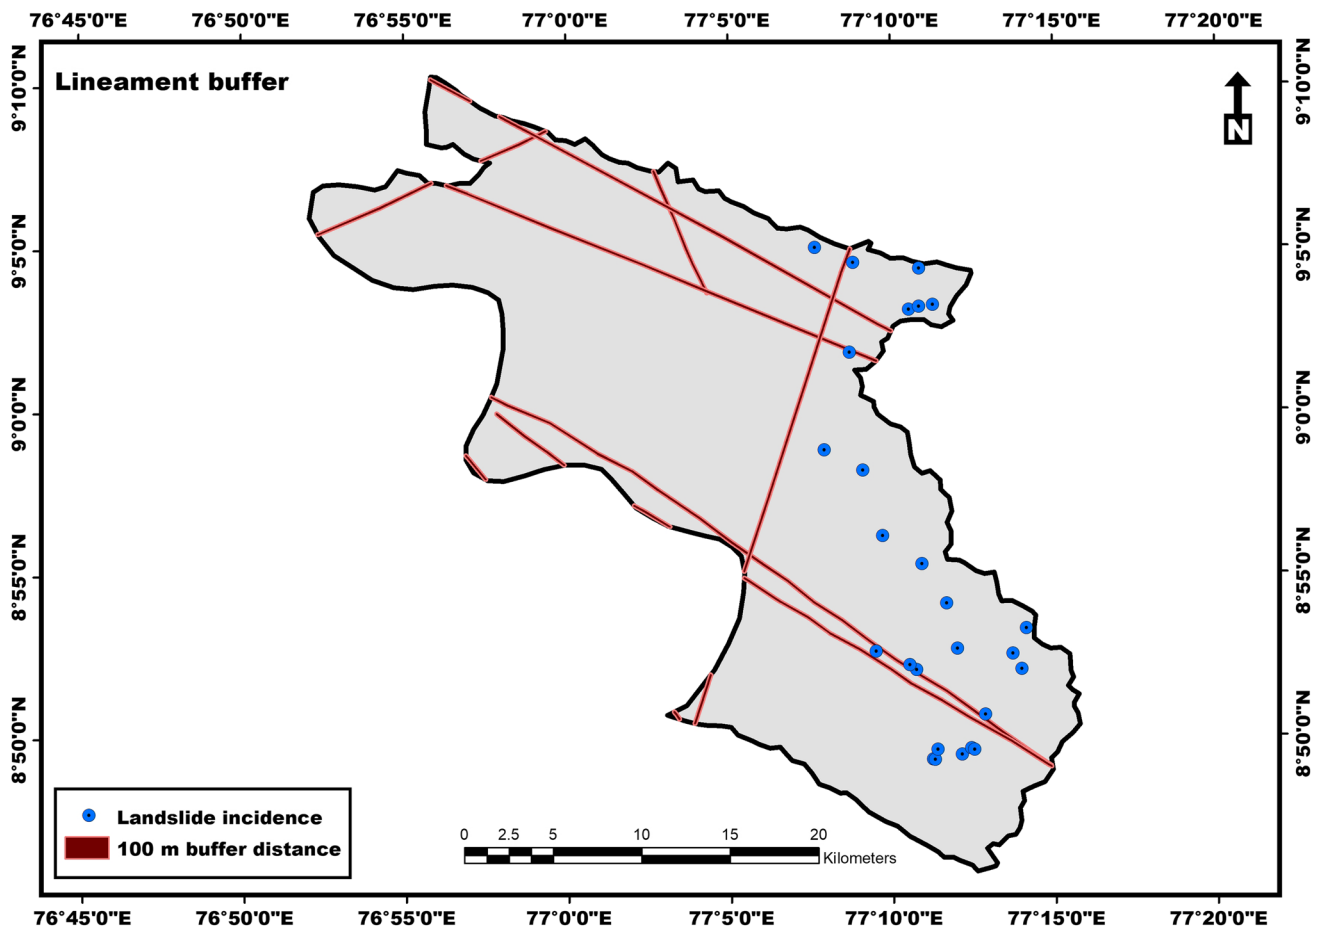 76°45'0"E 76°50'0"E 76°55'0"E 77°0'0"E 77°5'0"E 77°10'0"E 77°15'0"E 77°20'0"E
Lineament buffer
N
9°10'0"N 9°10'0"N
9°5'0"N 9°5'0"N
9°0'0"N 9°0'0"N
8°55'0"N 8°55'0"N
8°50'0"N 8°50'0"N
Landslide incidence
100 m buffer distance
0 2.5 5 10 15 20
Kilometers
76°45'0"E 76°50'0"E 76°55'0"E 77°0'0"E 77°5'0"E 77°10'0"E 77°15'0"E 77°20'0"E